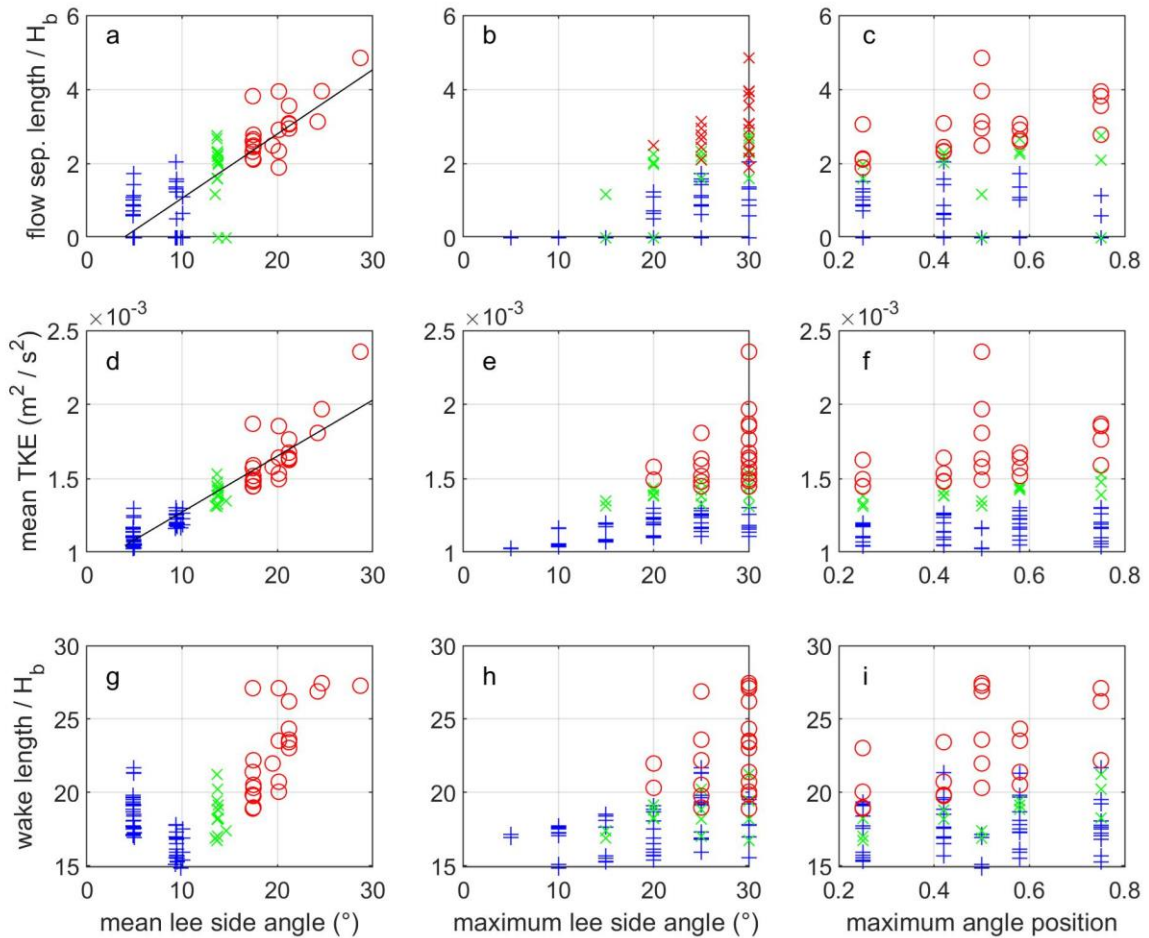 a
b
c
6
4
2
0
flow sep. length / H_b
0 10 20 30
6
4
2
0
0 10 20 30
6
4
2
0
0.2 0.4 0.6 0.8
× 10⁻³
× 10⁻³
× 10⁻³
d
e
f
2.5
2
1.5
1
mean TKE (m² / s²)
0 10 20 30
2.5
2
1.5
1
0 10 20 30
2.5
2
1.5
1
0.2 0.4 0.6 0.8
g
h
i
30
25
20
15
wake length / H_b
0 10 20 30
mean lee side angle (°)
30
25
20
15
0 10 20 30
maximum lee side angle (°)
30
25
20
15
0.2 0.4 0.6 0.8
maximum angle position